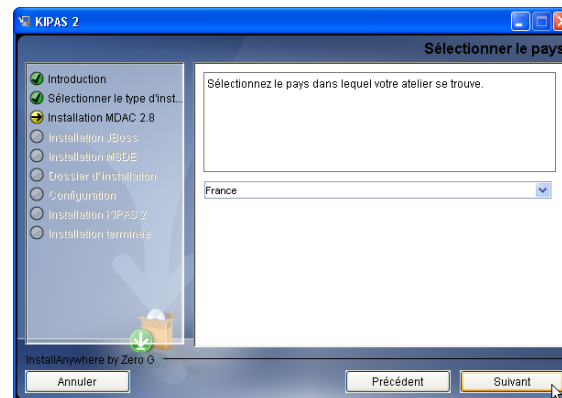 KIPAS 2
Sélectionner le pays
Introduction
Sélectionner le type d'inst...
Installation MDAC 2.8
Installation JBoss
Installation MSDE
Dossier d'installation
Configuration
Installation KIPAS 2
Installation terminée
Sélectionnez le pays dans lequel votre atelier se trouve.
France
InstallAnywhere by Zero G
Annuler
Précédent
Suivant